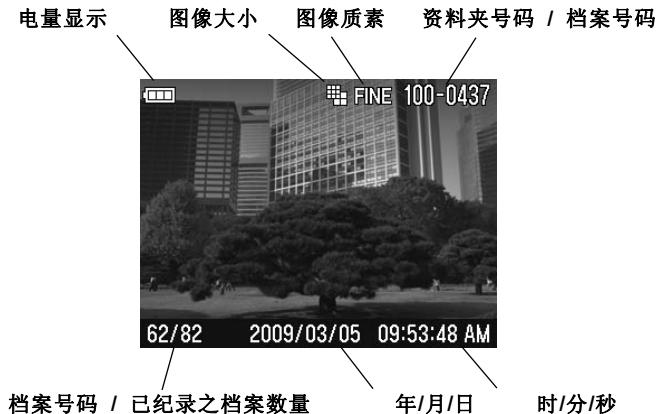 电量显示 图像大小 图像质素 资料夹号码 / 档案号码
FINE 100-0437
62/82 2009/03/05 09:53:48 AM
档案号码 / 已纪录之档案数量 年/月/日 时/分/秒